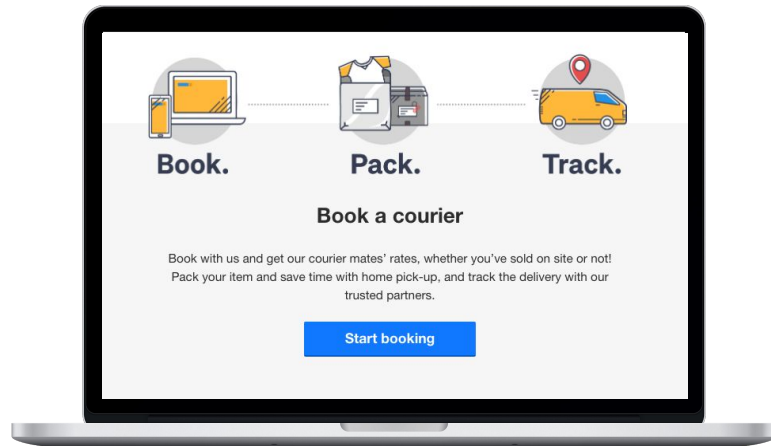 Book.
Pack.
Track.
Book a courier
Book with us and get our courier mates' rates, whether you've sold on site or not!
Pack your item and save time with home pick-up, and track the delivery with our
trusted partners.
Start booking